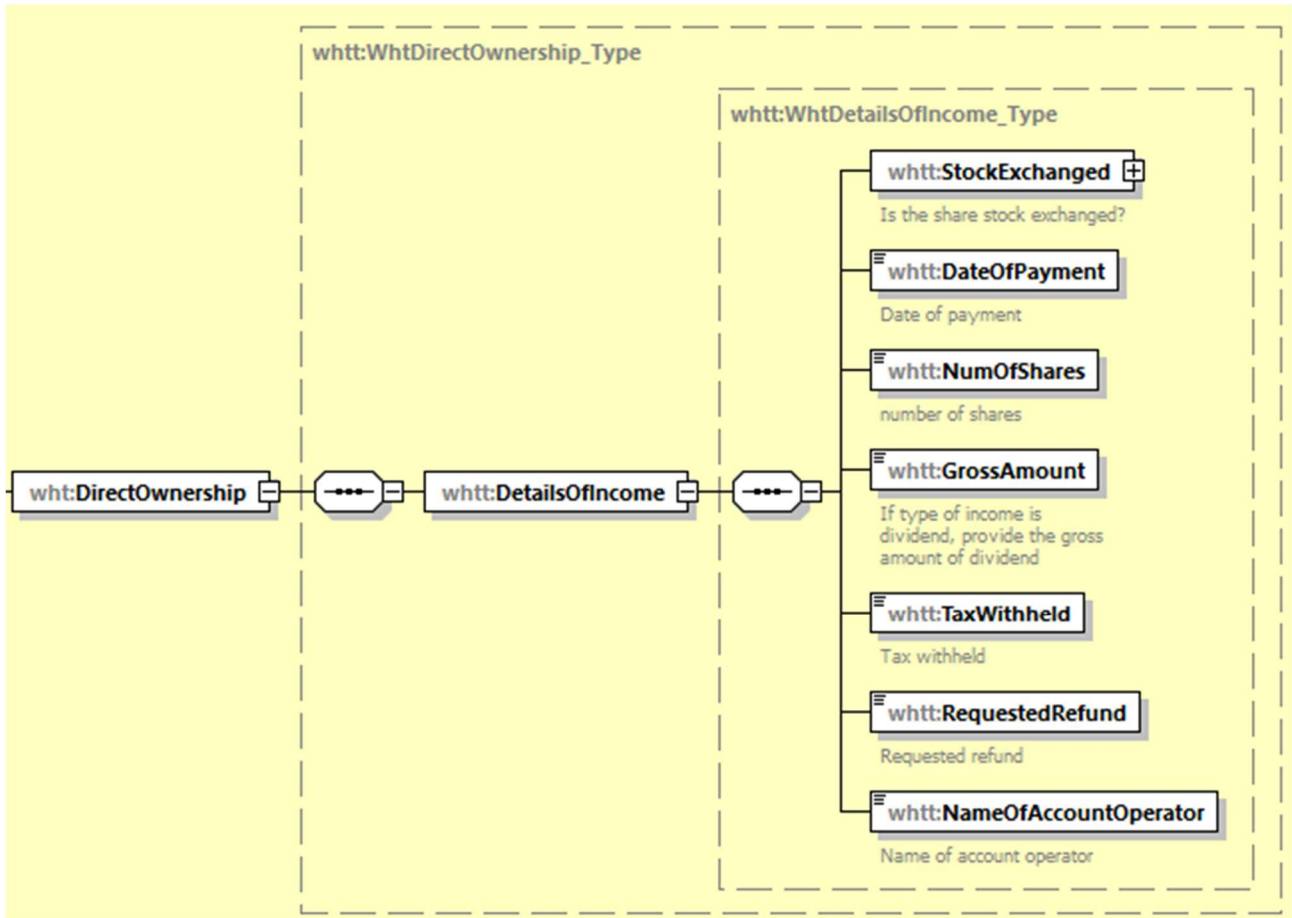 whtt:WhtDirectOwnership_Type
whtt:WhtDetailsOfIncome_Type
whtt:StockExchanged
Is the share stock exchanged?
whtt:DateOfPayment
Date of payment
whtt:NumOfShares
number of shares
wht:DirectOwnership
whtt:DetailsOfIncome
whtt:GrossAmount
If type of income is
dividend, provide the gross
amount of dividend
whtt:TaxWithheld
Tax withheld
whtt:RequestedRefund
Requested refund
whtt:NameOfAccountOperator
Name of account operator